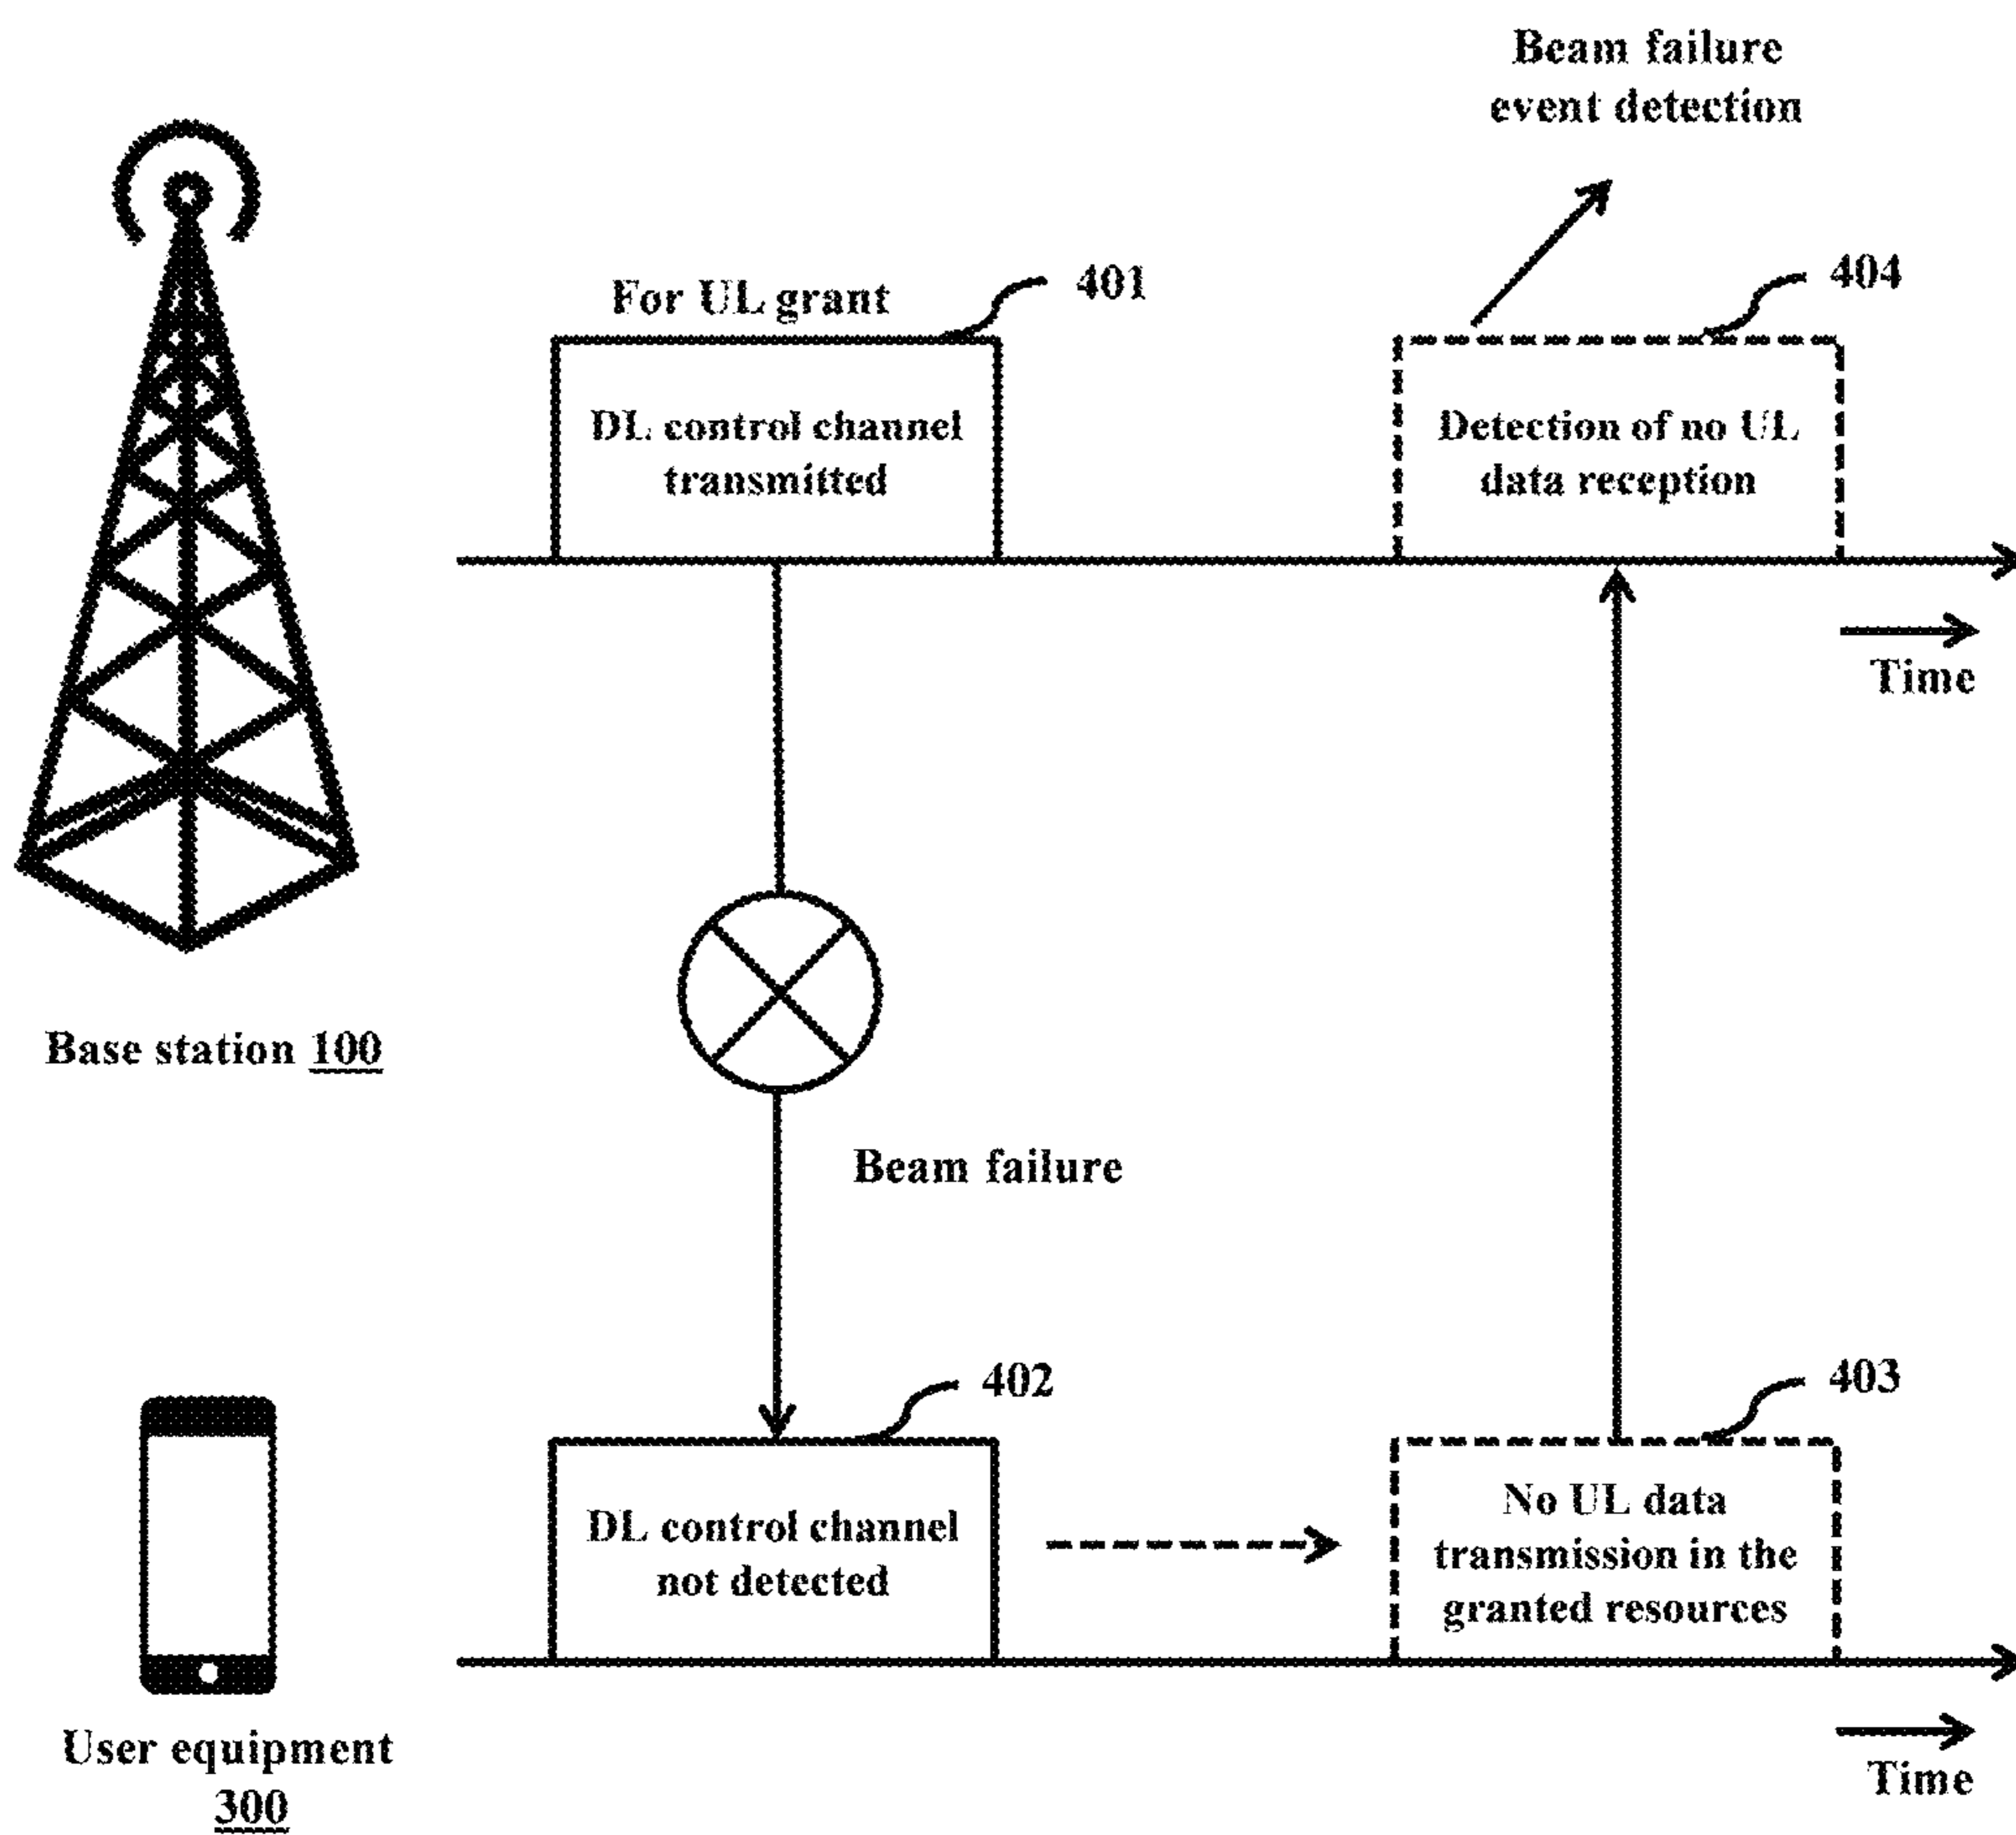 Beam failure
event detection
For UL grant
401
404
DL control channel
transmitted
Detection of no UL
data reception
Time
Base station 100
Beam failure
402
403
DL control channel
not detected
No UL data
transmission in the
granted resources
User equipment
300
Time